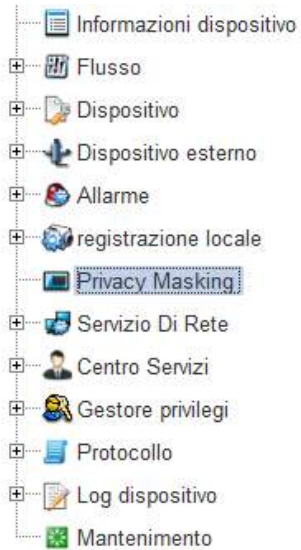 Informazioni dispositivo
Flusso
Dispositivo
Dispositivo esterno
Allarme
registrazione locale
Privacy Masking
Servizio Di Rete
Centro Servizi
Gestore privilegi
Protocollo
Log dispositivo
Mantenimento